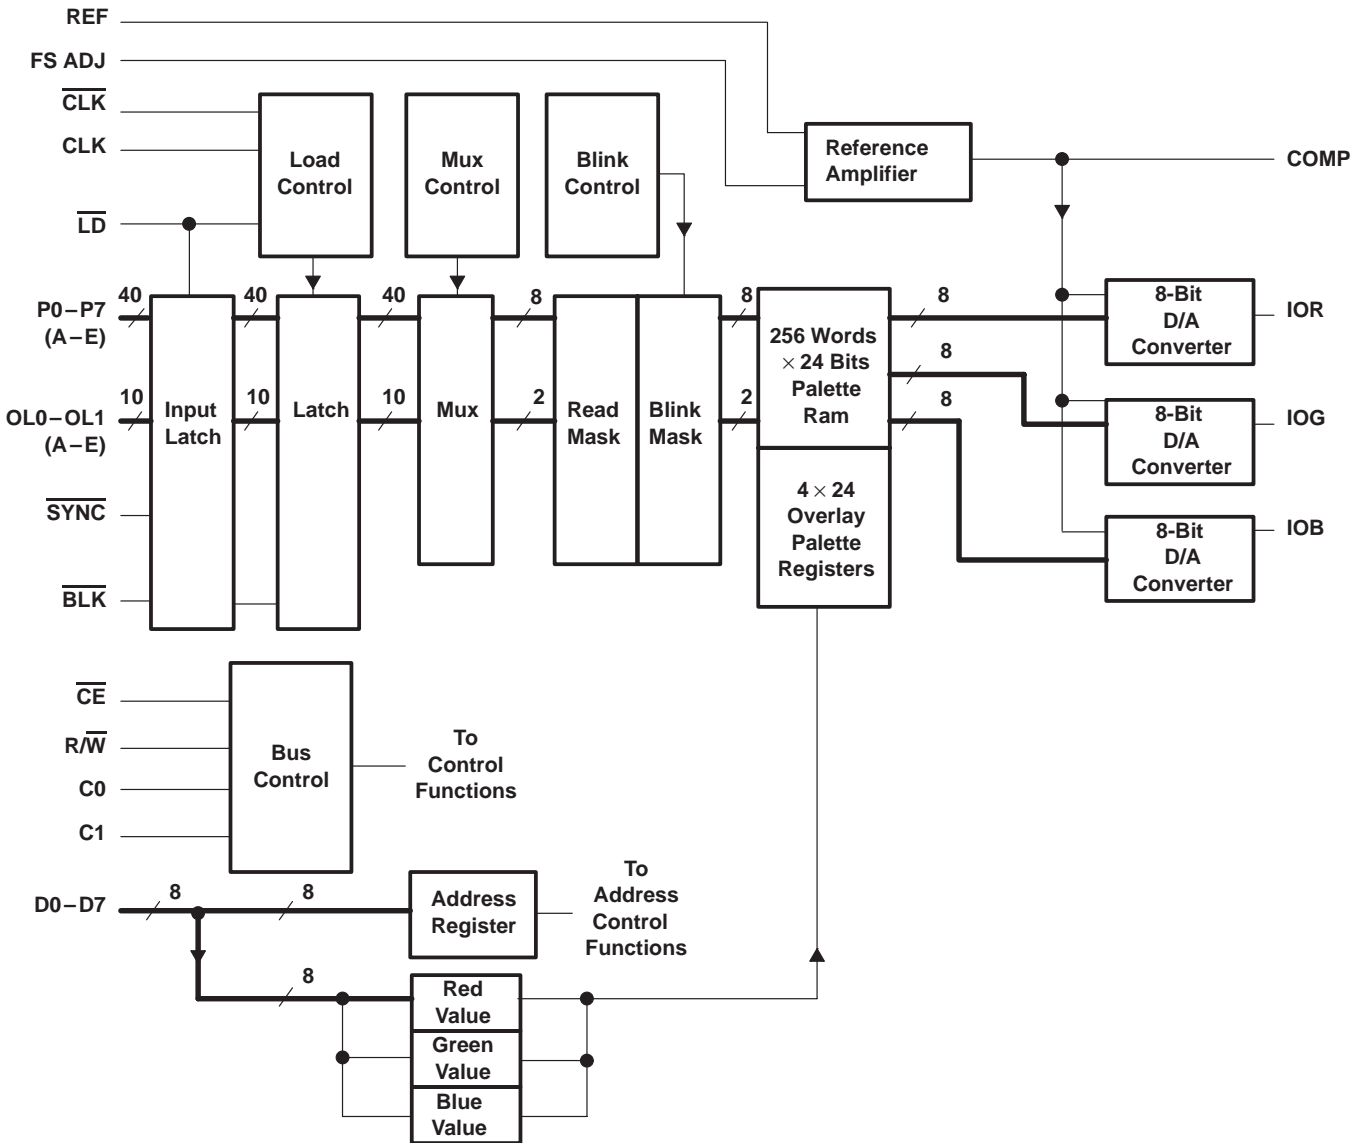 REF
FS ADJ
CLK
CLK
LD
Load
Control
Mux
Control
Blink
Control
Reference
Amplifier
COMP
P0–P7
(A–E)
40
40
40
8
8
8
8
8
OL0–OL1
(A–E)
10
10
10
2
2
Input
Latch
Latch
Mux
Read
Mask
Blink
Mask
256 Words
× 24 Bits
Palette
Ram
4 × 24
Overlay
Palette
Registers
8-Bit
D/A
Converter
IOR
8-Bit
D/A
Converter
IOG
8-Bit
D/A
Converter
IOB
SYNC
BLK
CE
R/W
C0
C1
Bus
Control
To
Control
Functions
D0–D7
8
8
Address
Register
To
Address
Control
Functions
8
Red
Value
Green
Value
Blue
Value